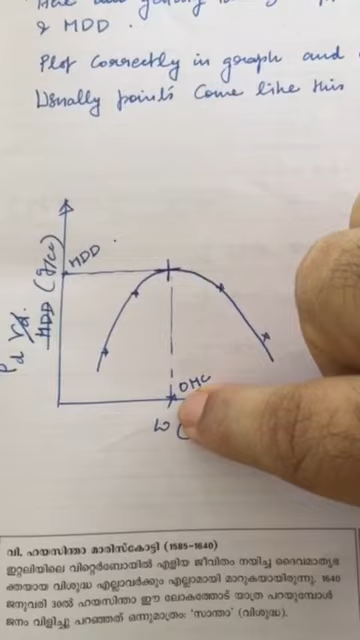 & MDD.
Plot correctly in graph and
Usually points come like this
MDD
MDD (g/cc)
ρd γd.
OMC
ω (
വി. ഹയസിന്താ മാരിസ്കോട്ടി (1585-1640)
ഇറ്റലിയിലെ വിറ്റെർബോയിൽ എളിയ ജീവിതം നയിച്ച ദൈവമാതൃഭ
ക്തയായ വിശുദ്ധ എല്ലാവർക്കും എല്ലാമായി മാറുകയായിരുന്നു. 1640
ജനുവരി 30ൽ ഹയസിന്താ ഈ ലോകത്തോട് യാത്ര പറയുമ്പോൾ
ജനം വിളിച്ചു പറഞ്ഞത് ഒന്നുമാത്രം: 'സാന്താ' (വിശുദ്ധ).